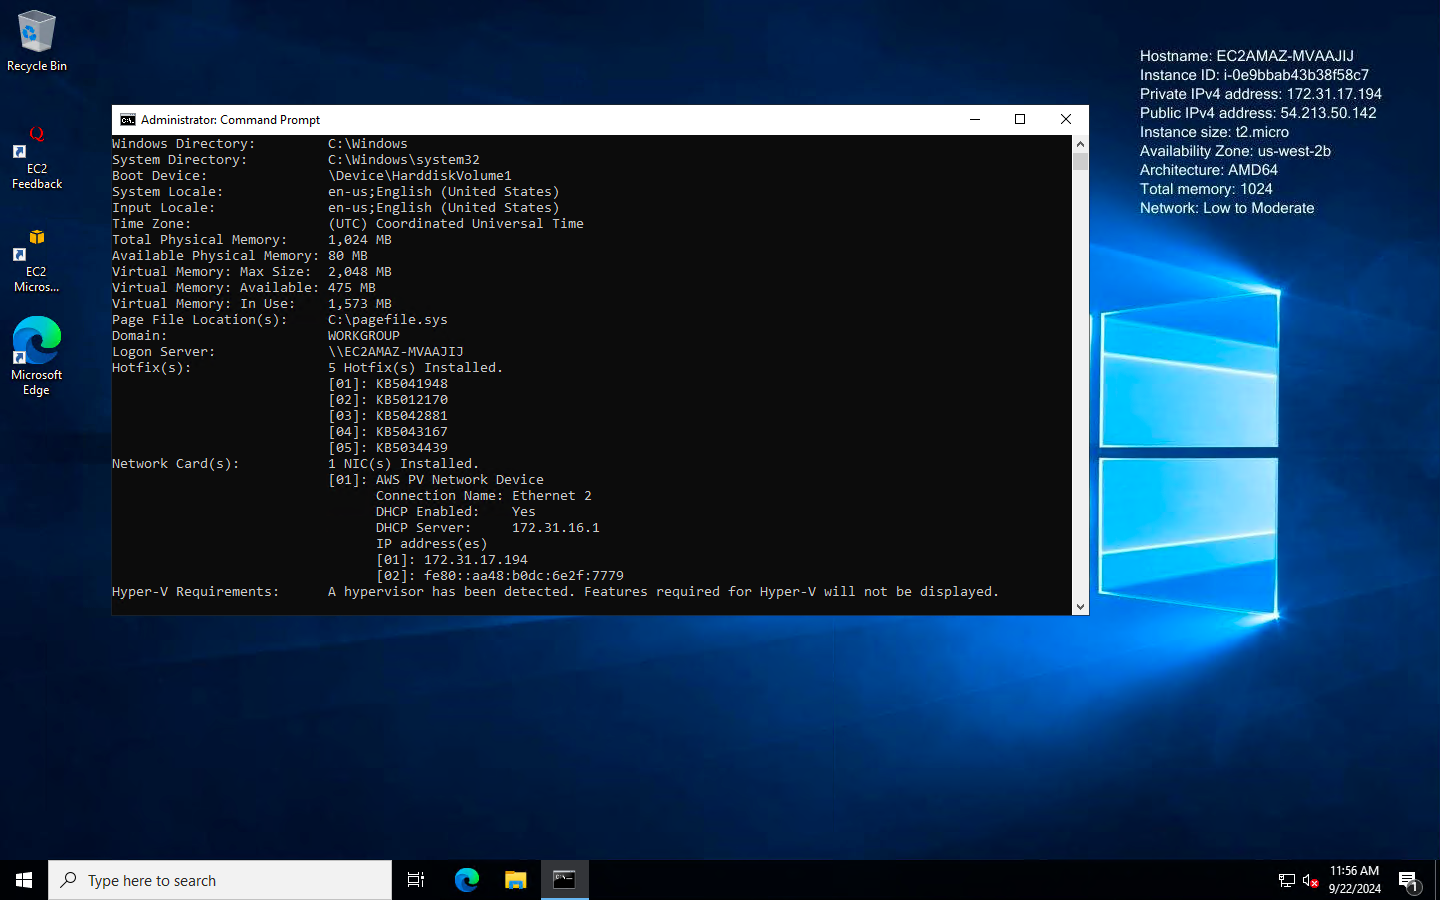 Recycle Bin
EC2
Feedback
EC2
Micros...
Microsoft
Edge
Hostname: EC2AMAZ-MVAAJIJ
Instance ID: i-0e9bbab43b38f58c7
Private IPv4 address: 172.31.17.194
Public IPv4 address: 54.213.50.142
Instance size: t2.micro
Availability Zone: us-west-2b
Architecture: AMD64
Total memory: 1024
Network: Low to Moderate
Administrator: Command Prompt
Windows Directory: C:\Windows
System Directory: C:\Windows\system32
Boot Device: \Device\HarddiskVolume1
System Locale: en-us;English (United States)
Input Locale: en-us;English (United States)
Time Zone: (UTC) Coordinated Universal Time
Total Physical Memory: 1,024 MB
Available Physical Memory: 80 MB
Virtual Memory: Max Size: 2,048 MB
Virtual Memory: Available: 475 MB
Virtual Memory: In Use: 1,573 MB
Page File Location(s): C:\pagefile.sys
Domain: WORKGROUP
Logon Server: \\EC2AMAZ-MVAAJIJ
Hotfix(s): 5 Hotfix(s) Installed.
[01]: KB5041948
[02]: KB5012170
[03]: KB5042881
[04]: KB5043167
[05]: KB5034439
Network Card(s): 1 NIC(s) Installed.
[01]: AWS PV Network Device
Connection Name: Ethernet 2
DHCP Enabled: Yes
DHCP Server: 172.31.16.1
IP address(es)
[01]: 172.31.17.194
[02]: fe80::aa48:b0dc:6e2f:7779
Hyper-V Requirements: A hypervisor has been detected. Features required for Hyper-V will not be displayed.
Type here to search
11:56 AM
9/22/2024
1